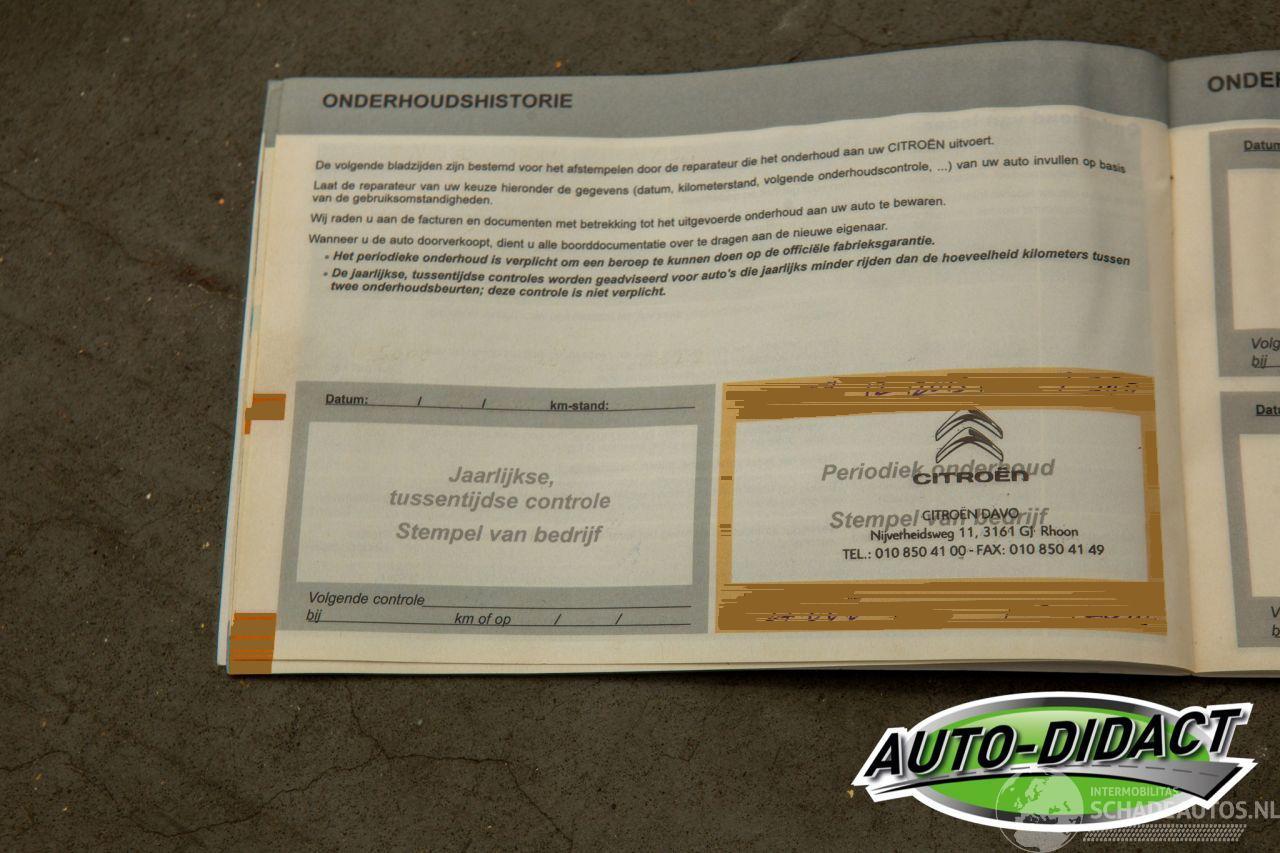 ONDERHOUDSHISTORIE
De volgende bladzijden zijn bestemd voor het afstempelen door de reparateur die het onderhoud aan uw CITROËN uitvoert.
Laat de reparateur van uw keuze hieronder de gegevens (datum, kilometerstand, volgende onderhoudscontrole, ...) van uw auto invullen op basis
van de gebruiksomstandigheden.
Wij raden u aan de facturen en documenten met betrekking tot het uitgevoerde onderhoud aan uw auto te bewaren.
Wanneer u de auto doorverkoopt, dient u alle boorddocumentatie over te dragen aan de nieuwe eigenaar.
• Het periodieke onderhoud is verplicht om een beroep te kunnen doen op de officiële fabrieksgarantie.
• De jaarlijkse, tussentijdse controles worden geadviseerd voor auto's die jaarlijks minder rijden dan de hoeveelheid kilometers tussen
twee onderhoudsbeurten; deze controle is niet verplicht.
Datum: / / km-stand:
Jaarlijkse,
tussentijdse controle
Stempel van bedrijf
Volgende controle
bij km of op / /
Periodiek onderhoud
CITROËN
Stempel van bedrijf
CITROËN DAVO
Nijverheidsweg 11, 3161 GJ Rhoon
TEL.: 010 850 41 00 - FAX: 010 850 41 49
Volg
bij
AUTO-DIDACT
INTERMOBILITAS
SCHADEAUTOS.NL